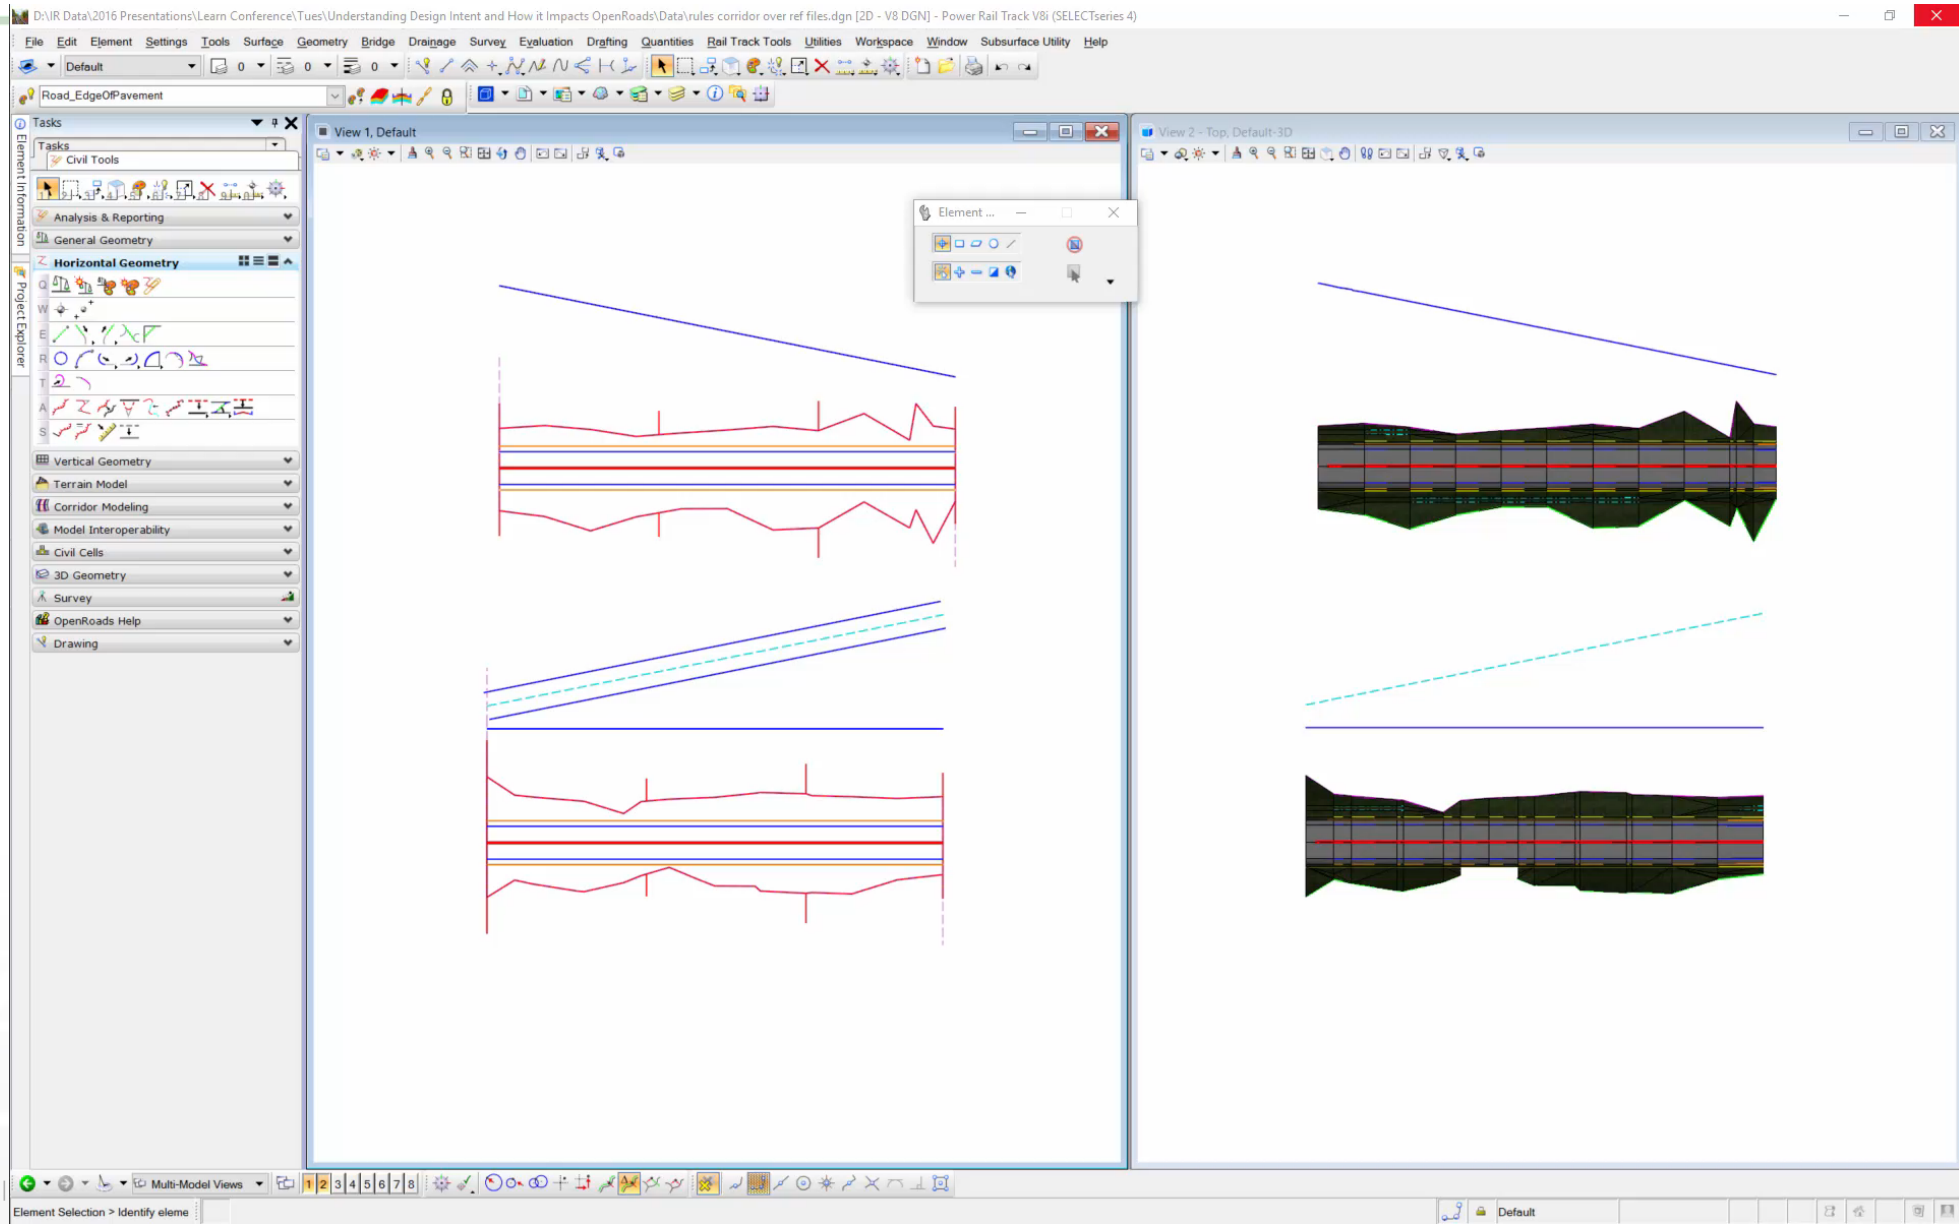 D:\IR Data\2016 Presentations\Learn Conference\Tues\Understanding Design Intent and How it Impacts OpenRoads\Data\rules corridor over ref files.dgn [2D - V8 DGN] - Power Rail Track V8i (SELECTseries 4)
File Edit Element Settings Tools Surface Geometry Bridge Drainage Survey Evaluation Drafting Quantities Rail Track Tools Utilities Workspace Window Subsurface Utility Help
Default 0 0 0
Road_EdgeOfPavement
Tasks
View 1, Default
View 2 - Top, Default-3D
Element Information
Project Explorer
Tasks
Civil Tools
Analysis & Reporting
General Geometry
Horizontal Geometry
Q
W
E
R
T
A
S
Vertical Geometry
Terrain Model
Corridor Modeling
Model Interoperability
Civil Cells
3D Geometry
Survey
OpenRoads Help
Drawing
Element ...
Multi-Model Views 1 2 3 4 5 6 7 8
Element Selection > Identify eleme
Default